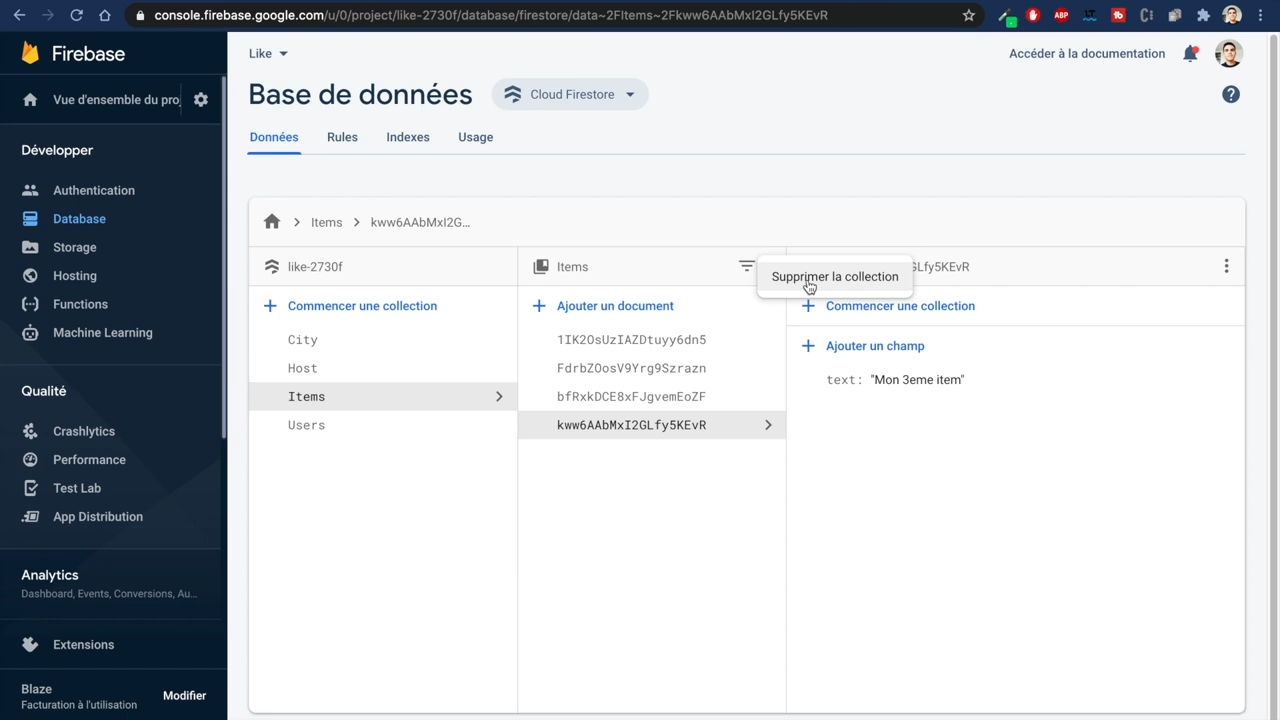 console.firebase.google.com/u/0/project/like-2730f/database/firestore/data~2FItems~2Fkww6AAbMxI2GLfy5KEvR
ABP
Firebase
Like
Accéder à la documentation
Vue d'ensemble du pro
Base de données
Cloud Firestore
Données
Rules
Indexes
Usage
Développer
Authentication
Database
Storage
Hosting
Functions
Machine Learning
Qualité
Crashlytics
Performance
Test Lab
App Distribution
Analytics
Dashboard, Events, Conversions, Au...
Extensions
Blaze
Facturation à l'utilisation
Modifier
Items
kww6AAbMxI2G...
like-2730f
Commencer une collection
City
Host
Items
Users
Items
Ajouter un document
1IK2OsUzIAZDtuyy6dn5
FdrbZOosV9Yrg9Szrazn
bfRxkDCE8xFJgvemEoZF
kww6AAbMxI2GLfy5KEvR
Supprimer la collection
GLfy5KEvR
Commencer une collection
Ajouter un champ
text: "Mon 3eme item"